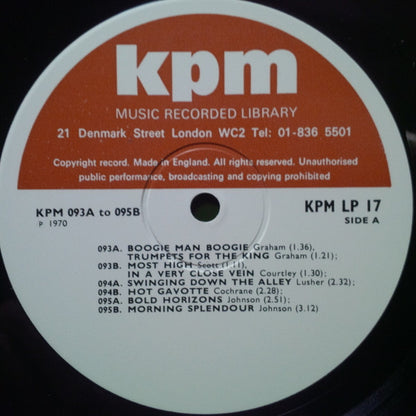 kpm
MUSIC RECORDED LIBRARY
21 Denmark Street London WC2 Tel: 01-836 5501
Copyright record. Made in England. All rights reserved. Unauthorised
public performance, broadcasting and copying prohibited
KPM 093A to 095B
KPM LP 17
℗ 1970
SIDE A
093A. BOOGIE MAN BOOGIE Graham (1.36),
TRUMPETS FOR THE KING Graham (1.21);
093B. MOST HIGH Scott (1.11),
IN A VERY CLOSE VEIN Courtley (1.30);
094A. SWINGING DOWN THE ALLEY Lusher (2.32);
094B. HOT GAVOTTE Cochrane (2.28);
095A. BOLD HORIZONS Johnson (2.51);
095B. MORNING SPLENDOUR Johnson (3.12)